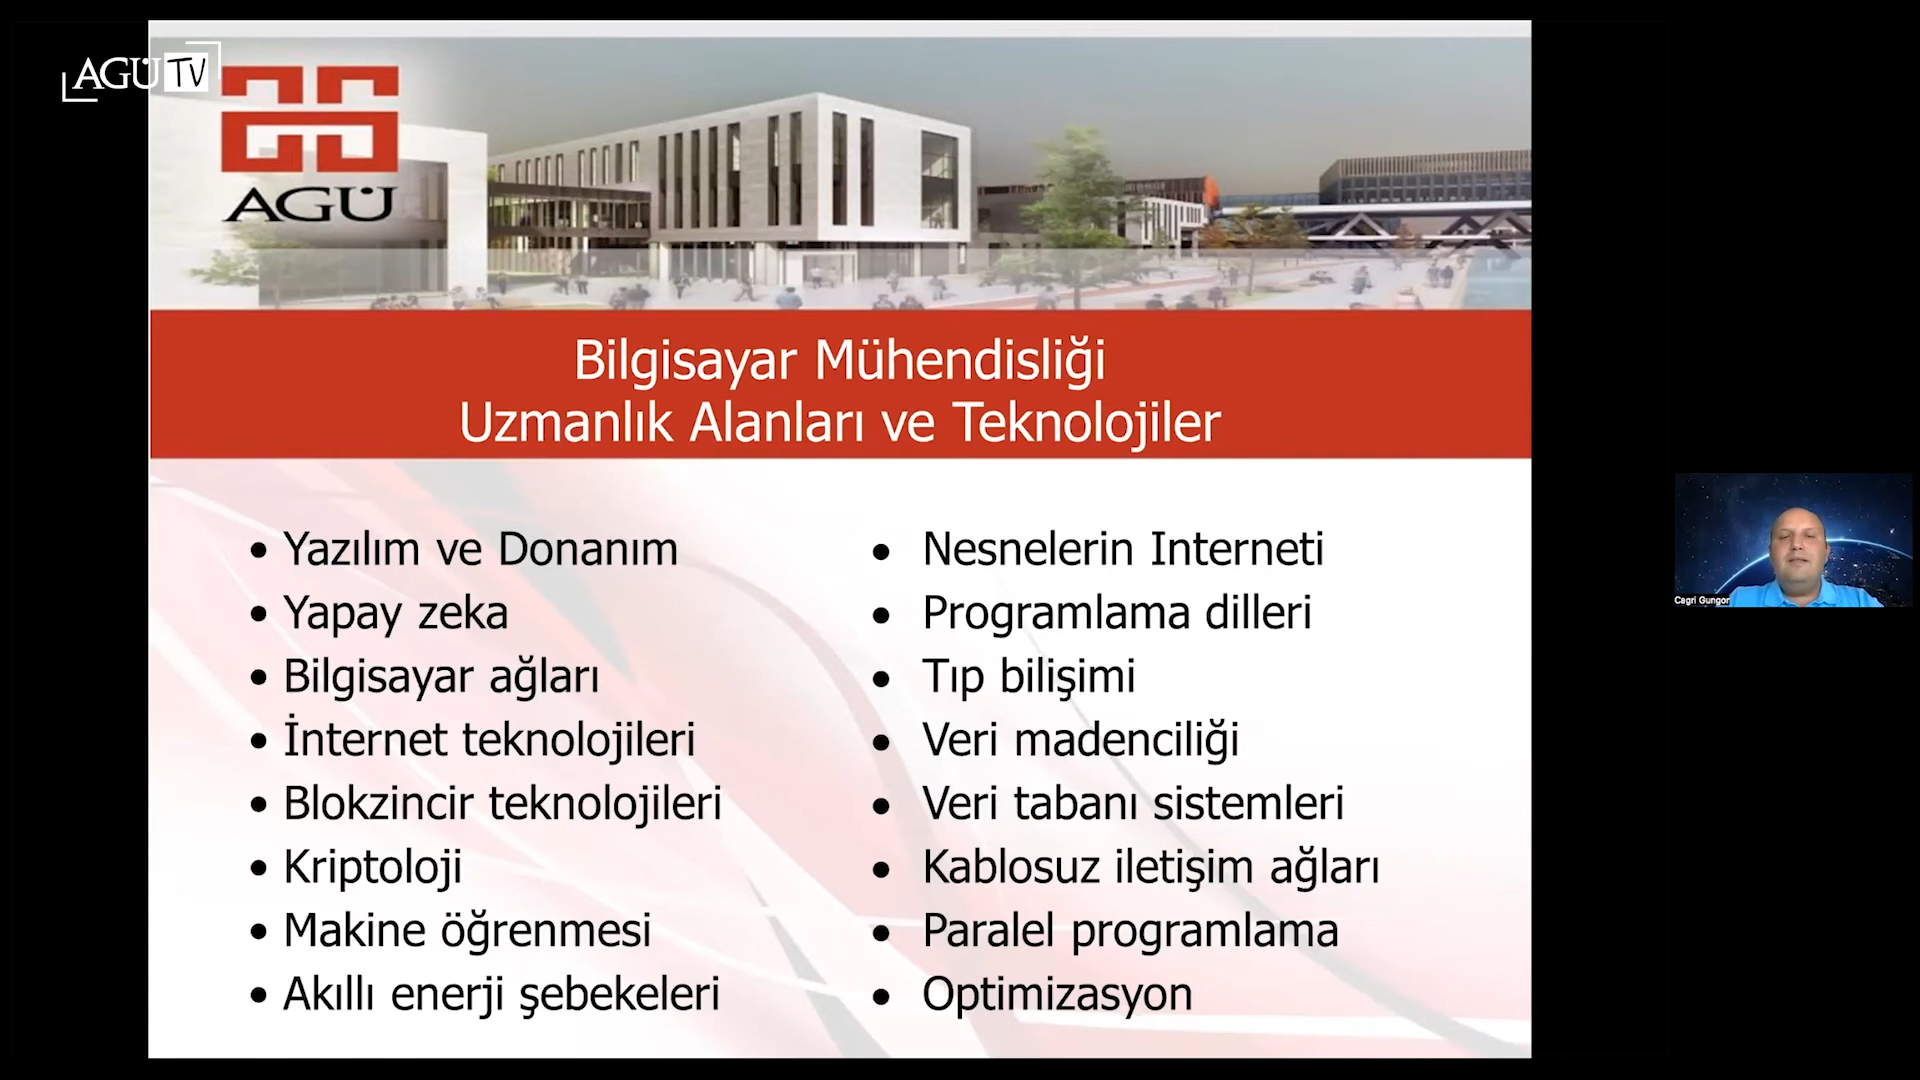 AGÜ TV
AGÜ
Bilgisayar Mühendisliği
Uzmanlık Alanları ve Teknolojiler
• Yazılım ve Donanım
• Yapay zeka
• Bilgisayar ağları
• İnternet teknolojileri
• Blokzincir teknolojileri
• Kriptoloji
• Makine öğrenmesi
• Akıllı enerji şebekeleri
• Nesnelerin Interneti
• Programlama dilleri
• Tıp bilişimi
• Veri madenciliği
• Veri tabanı sistemleri
• Kablosuz iletişim ağları
• Paralel programlama
• Optimizasyon
Cagri Gungor